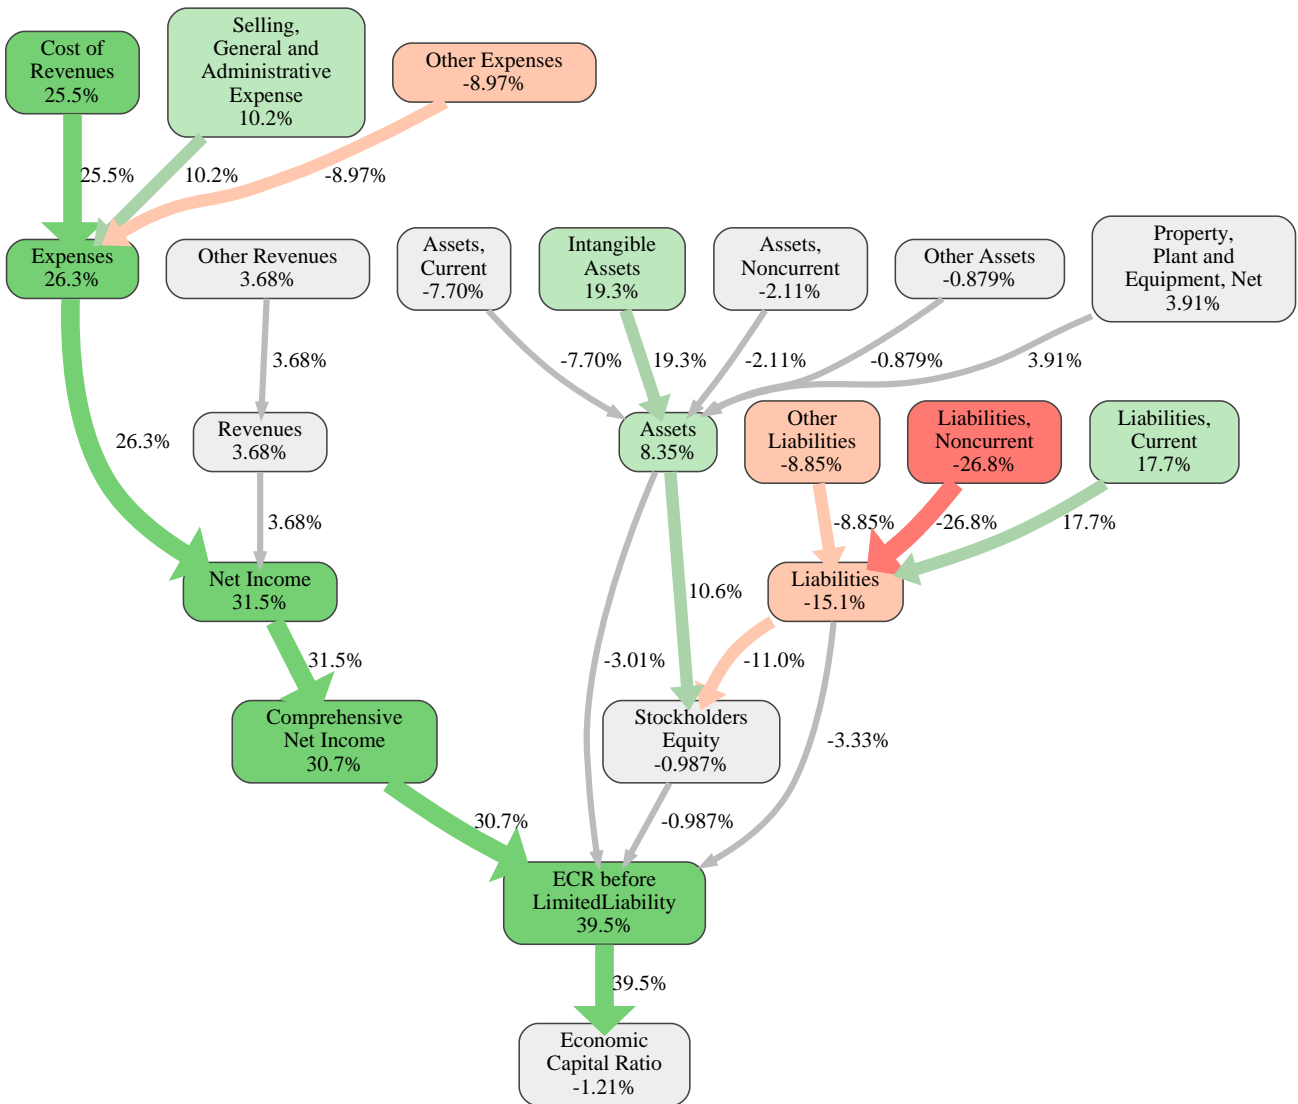 Cost of
Revenues
25.5%
Selling,
General and
Administrative
Expense
10.2%
Other Expenses
-8.97%
25.5%
10.2%
-8.97%
Expenses
26.3%
Other Revenues
3.68%
Assets,
Current
-7.70%
Intangible
Assets
19.3%
Assets,
Noncurrent
-2.11%
Other Assets
-0.879%
Property,
Plant and
Equipment, Net
3.91%
3.68%
-7.70%
19.3%
-2.11%
-0.879%
3.91%
26.3%
Revenues
3.68%
Assets
8.35%
Other
Liabilities
-8.85%
Liabilities,
Noncurrent
-26.8%
Liabilities,
Current
17.7%
3.68%
-8.85%
-26.8%
17.7%
Net Income
31.5%
10.6%
Liabilities
-15.1%
31.5%
-3.01%
-11.0%
Comprehensive
Net Income
30.7%
Stockholders
Equity
-0.987%
-3.33%
30.7%
-0.987%
ECR before
LimitedLiability
39.5%
39.5%
Economic
Capital Ratio
-1.21%